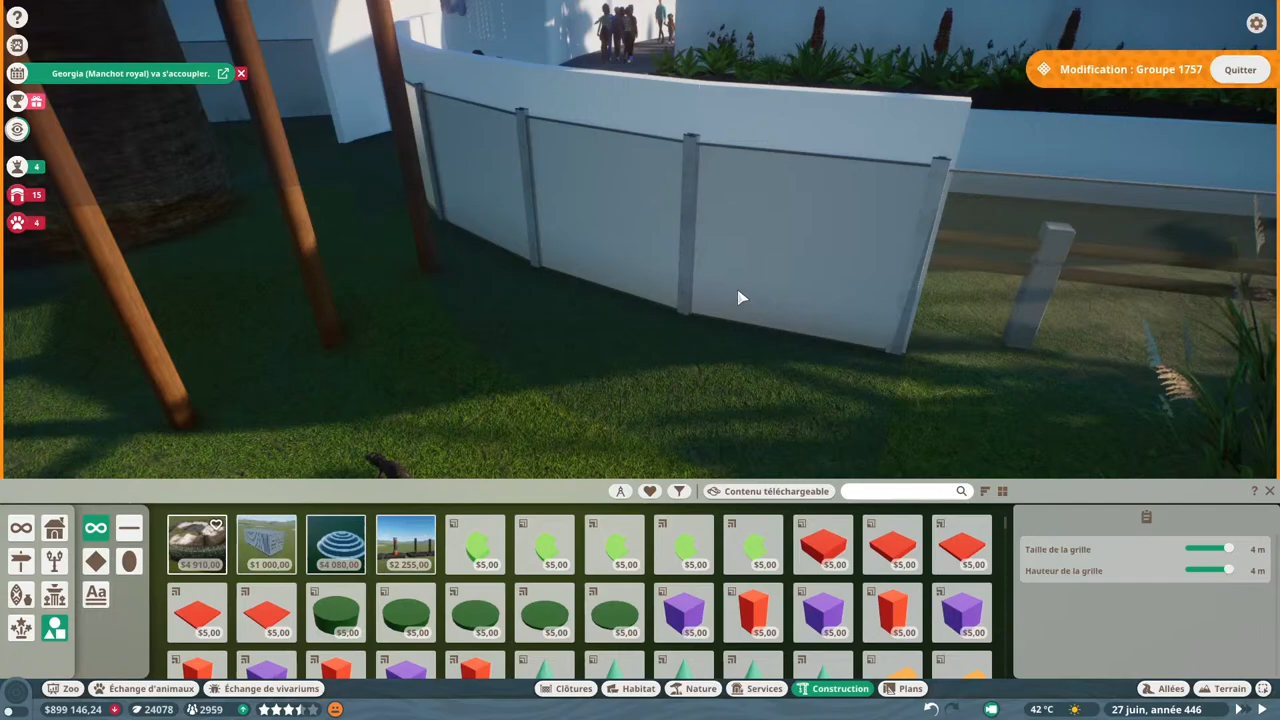 ?
Georgia (Manchot royal) va s'accoupler.
Modification : Groupe 1757
Quitter
4
15
4
Contenu téléchargeable
?
$4 910,00
$1 000,00
$4 080,00
$2 255,00
$5,00
$5,00
$5,00
$5,00
$5,00
$5,00
$5,00
$5,00
Taille de la grille
4 m
Hauteur de la grille
4 m
Aa
$5,00
$5,00
$5,00
$5,00
$5,00
$5,00
$5,00
$5,00
$5,00
$5,00
$5,00
$5,00
Zoo
Échange d'animaux
Échange de vivariums
Clôtures
Habitat
Nature
Services
Construction
Plans
Allées
Terrain
$899 146,24
24078
2959
42 °C
27 juin, année 446